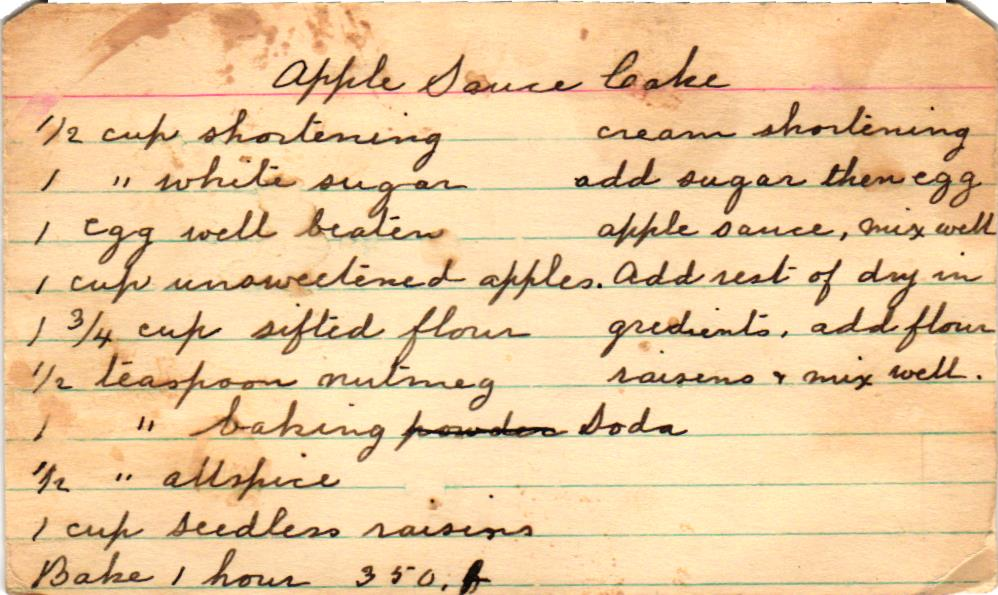 Apple Sauce Cake
1/2 cup shortening
1 " white sugar
1 egg well beaten
1 cup unsweetened apples.
1 3/4 cup sifted flour
1/2 teaspoon nutmeg
1 " baking powder Soda
1/2 " allspice
1 cup seedless raisins
Bake 1 hour 350.
cream shortening
add sugar then egg
apple sauce, mix well
Add rest of dry in
gredients, add flour
raisens & mix well.